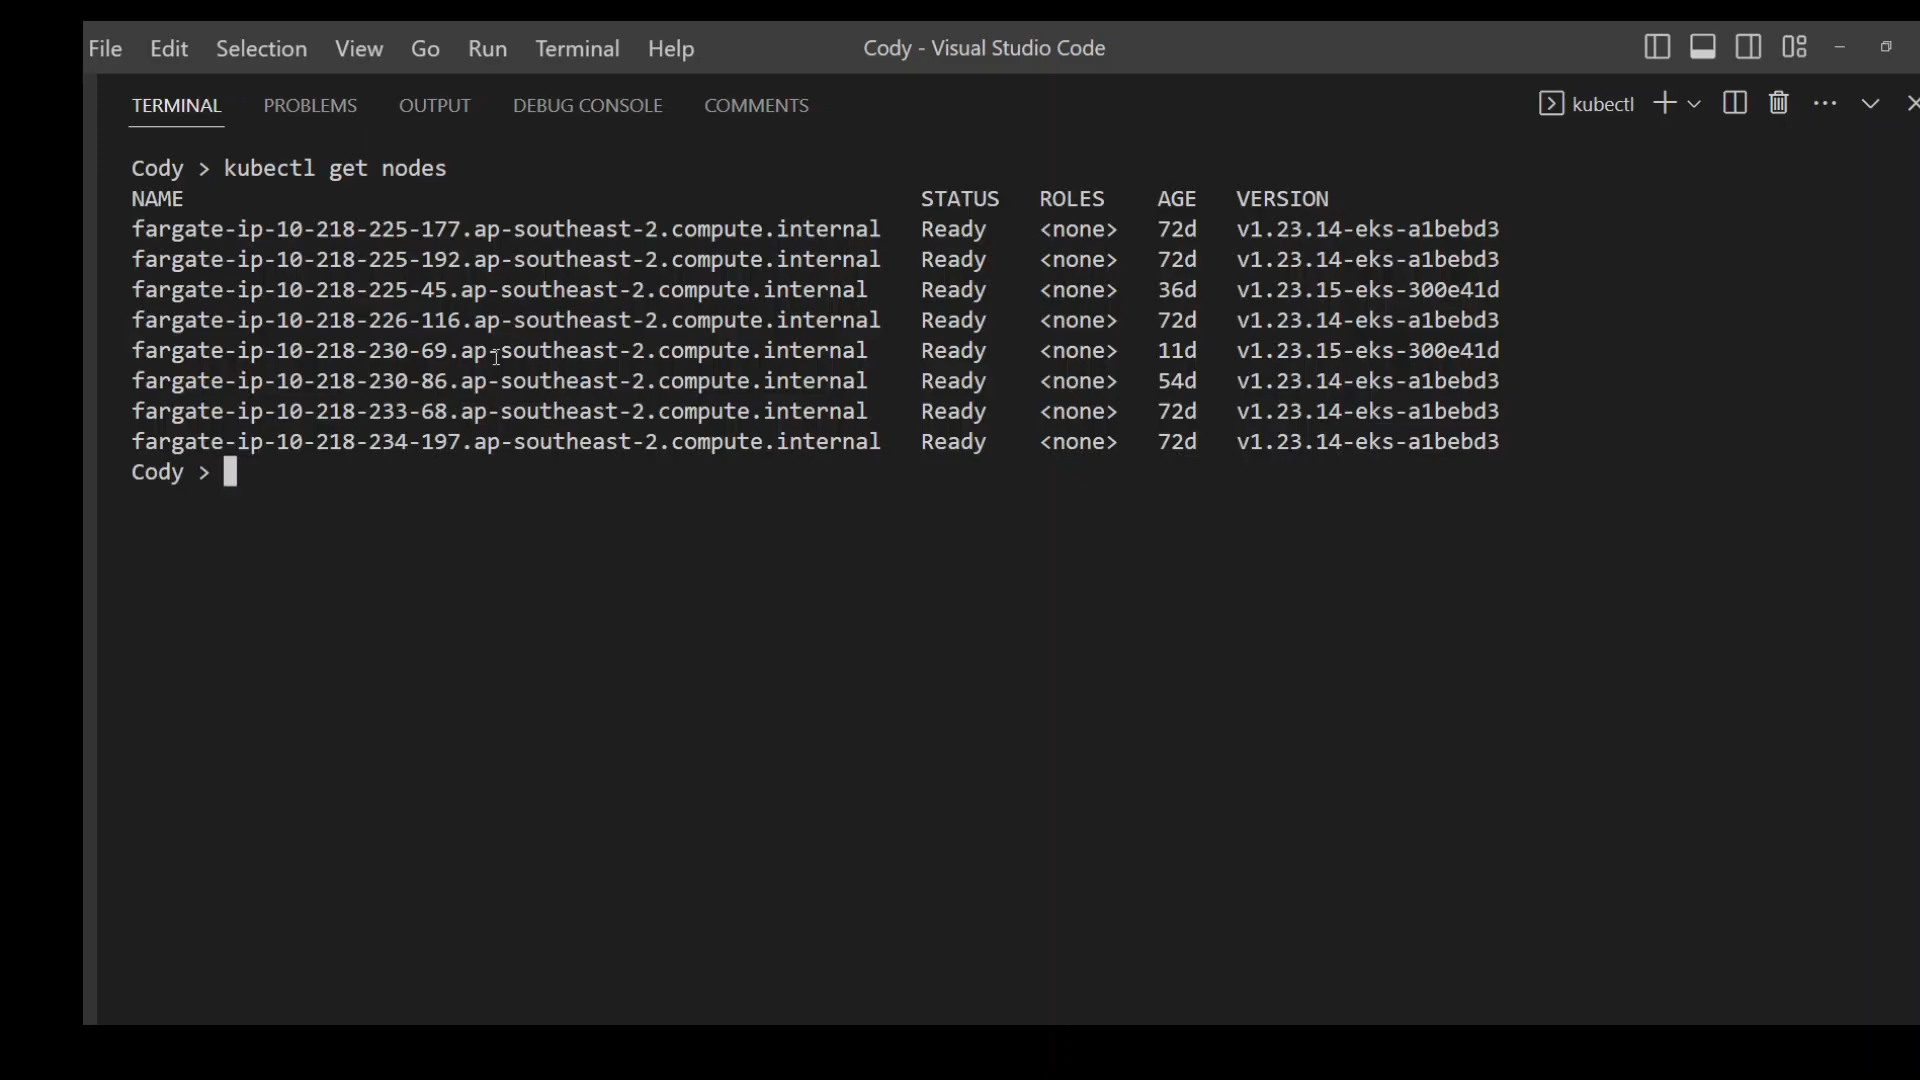 File Edit Selection View Go Run Terminal Help Cody - Visual Studio Code
TERMINAL PROBLEMS OUTPUT DEBUG CONSOLE COMMENTS kubectl
Cody > kubectl get nodes
NAME STATUS ROLES AGE VERSION
fargate-ip-10-218-225-177.ap-southeast-2.compute.internal Ready <none> 72d v1.23.14-eks-a1bebd3
fargate-ip-10-218-225-192.ap-southeast-2.compute.internal Ready <none> 72d v1.23.14-eks-a1bebd3
fargate-ip-10-218-225-45.ap-southeast-2.compute.internal Ready <none> 36d v1.23.15-eks-300e41d
fargate-ip-10-218-226-116.ap-southeast-2.compute.internal Ready <none> 72d v1.23.14-eks-a1bebd3
fargate-ip-10-218-230-69.ap-southeast-2.compute.internal Ready <none> 11d v1.23.15-eks-300e41d
fargate-ip-10-218-230-86.ap-southeast-2.compute.internal Ready <none> 54d v1.23.14-eks-a1bebd3
fargate-ip-10-218-233-68.ap-southeast-2.compute.internal Ready <none> 72d v1.23.14-eks-a1bebd3
fargate-ip-10-218-234-197.ap-southeast-2.compute.internal Ready <none> 72d v1.23.14-eks-a1bebd3
Cody >